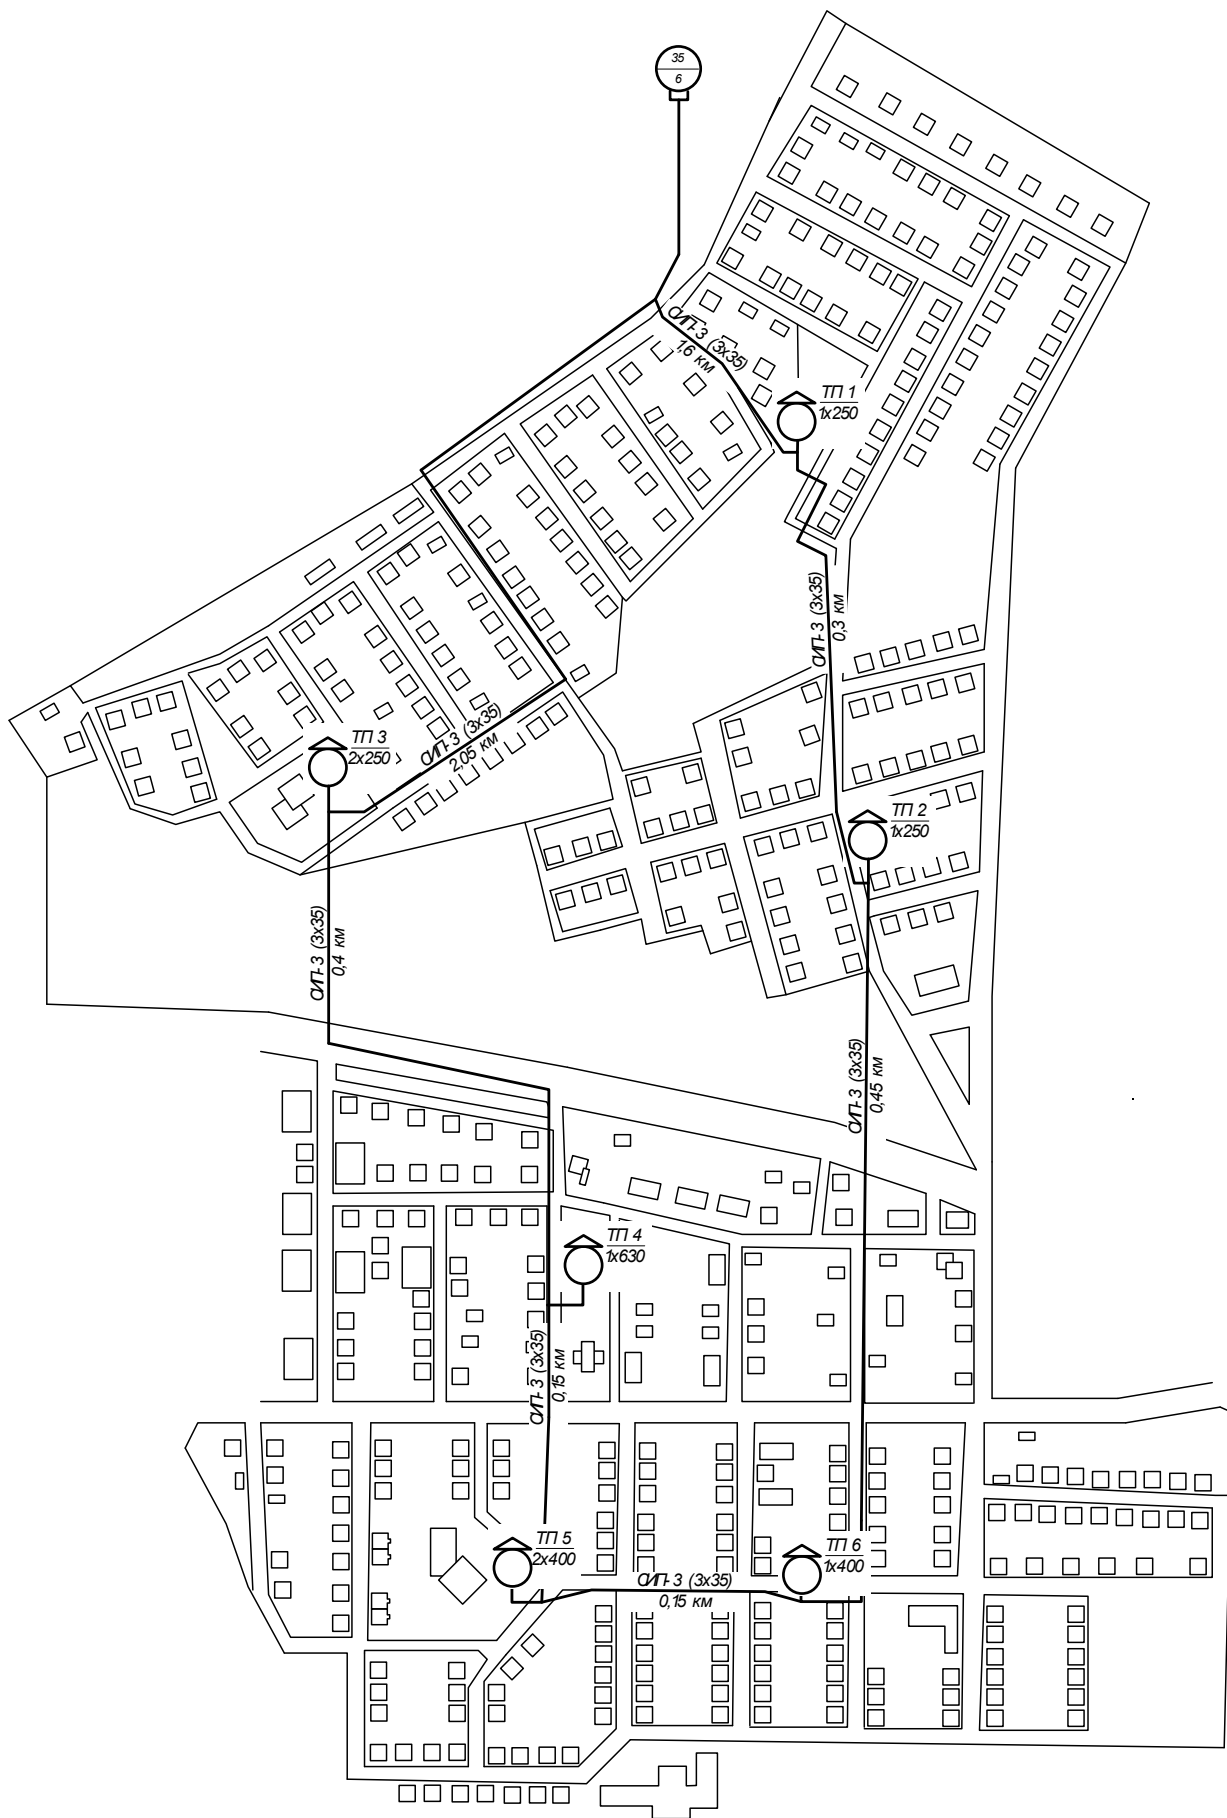 35
6
СИП-3 (3х35)
1,6 км
ТП 1
1х250
СИП-3 (3х35)
0,3 км
ТП 3
2х250
СИП-3 (3х35)
2,05 км
ТП 2
1х250
СИП-3 (3х35)
0,4 км
СИП-3 (3х35)
0,45 км
ТП 4
1х630
СИП-3 (3х35)
0,15 км
ТП 5
2х400
ТП 6
1х400
СИП-3 (3х35)
0,15 км